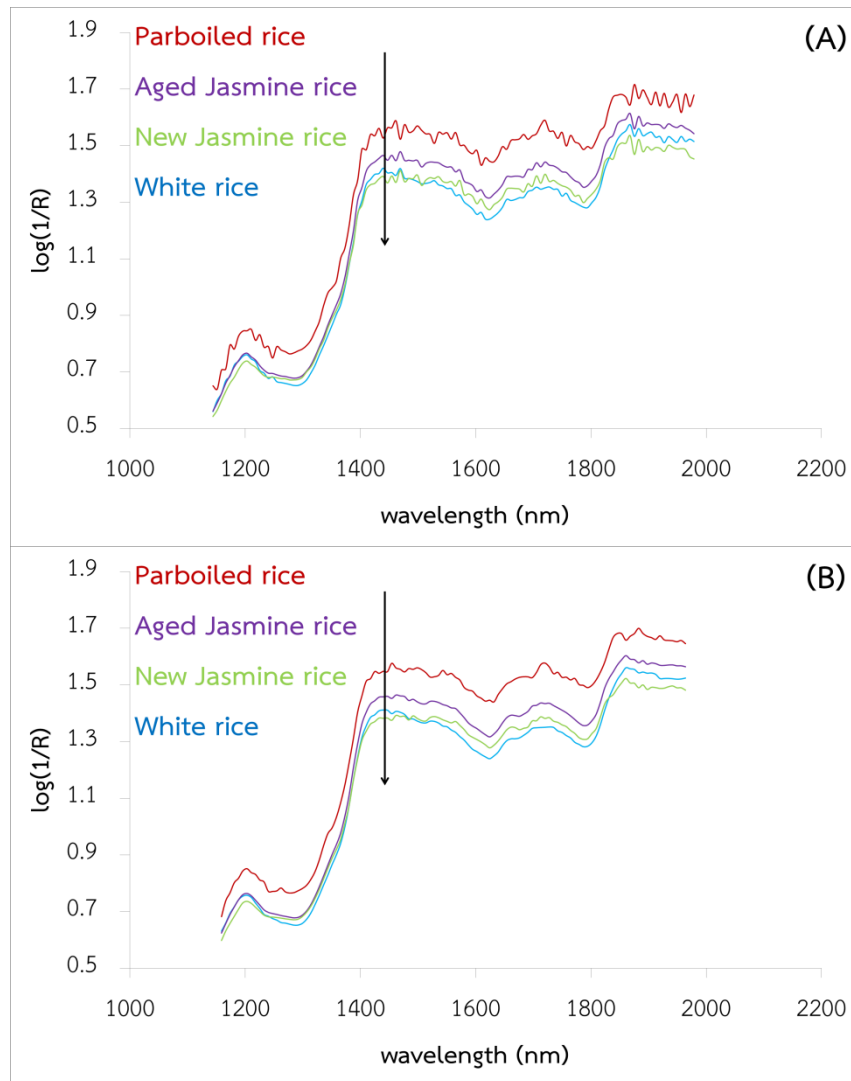 1.9
Parboiled rice
(A)
1.7
Aged Jasmine rice
1.5
New Jasmine rice
1.3
White rice
1.1
0.9
0.7
0.5
log(1/R)
1000 1200 1400 1600 1800 2000 2200
wavelength (nm)
1.9
Parboiled rice
(B)
1.7
Aged Jasmine rice
1.5
New Jasmine rice
1.3
White rice
1.1
0.9
0.7
0.5
log(1/R)
1000 1200 1400 1600 1800 2000 2200
wavelength (nm)